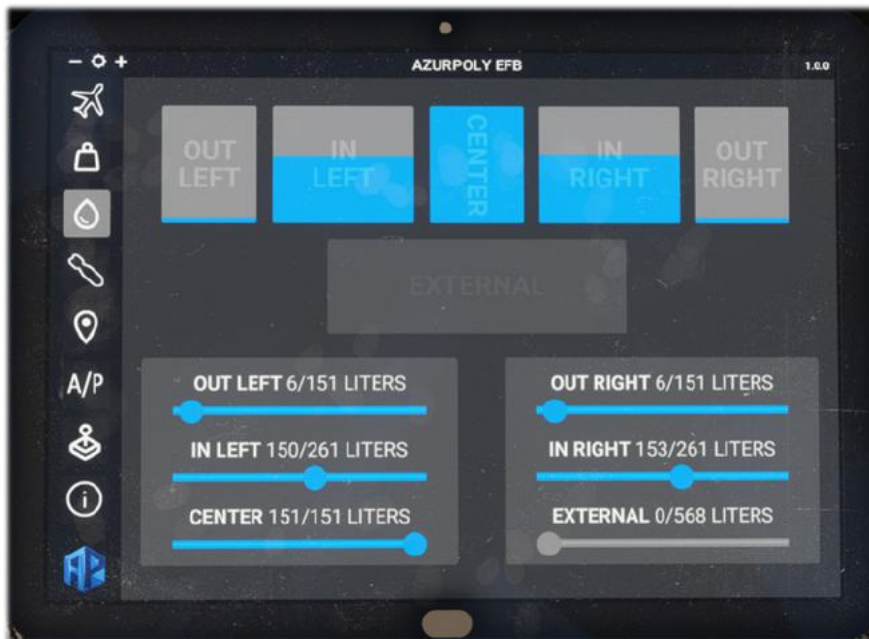 AZURPOLY EFB
1.0.0
OUT LEFT
IN LEFT
CENTER
IN RIGHT
OUT RIGHT
EXTERNAL
A/P
OUT LEFT 6/151 LITERS
IN LEFT 150/261 LITERS
CENTER 151/151 LITERS
OUT RIGHT 6/151 LITERS
IN RIGHT 153/261 LITERS
EXTERNAL 0/568 LITERS
i
AP